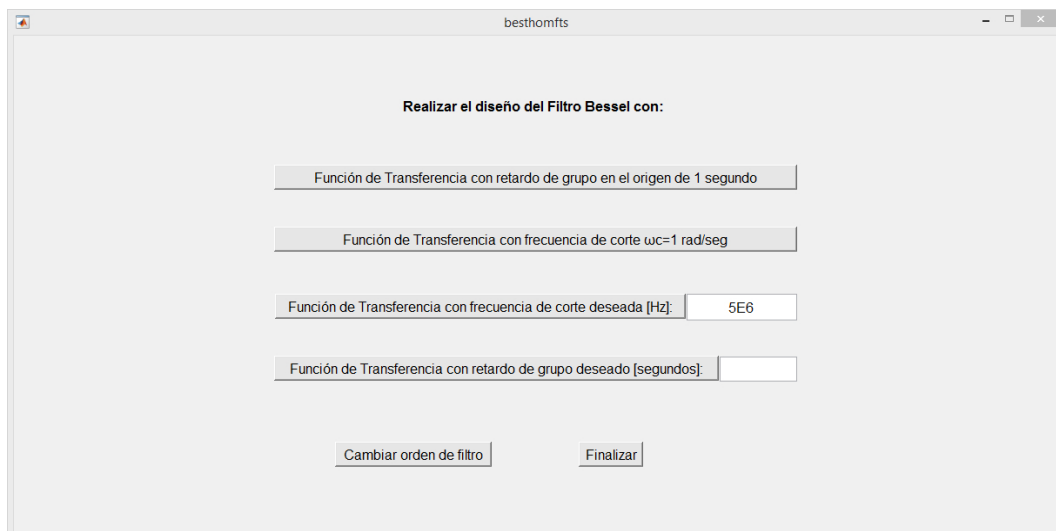 besthomfts
Realizar el diseño del Filtro Bessel con:
Función de Transferencia con retardo de grupo en el origen de 1 segundo
Función de Transferencia con frecuencia de corte ωc=1 rad/seg
Función de Transferencia con frecuencia de corte deseada [Hz]: 5E6
Función de Transferencia con retardo de grupo deseado [segundos]:
Cambiar orden de filtro Finalizar